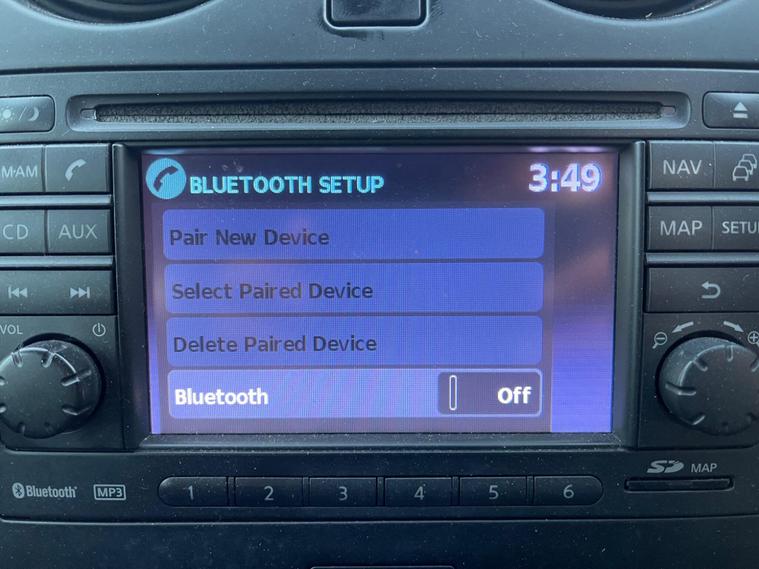 BLUETOOTH SETUP
3:49
Pair New Device
Select Paired Device
Delete Paired Device
Bluetooth Off
M·AM
CD AUX
VOL
NAV
MAP SETU
Bluetooth MP3
1 2 3 4 5 6
SD MAP